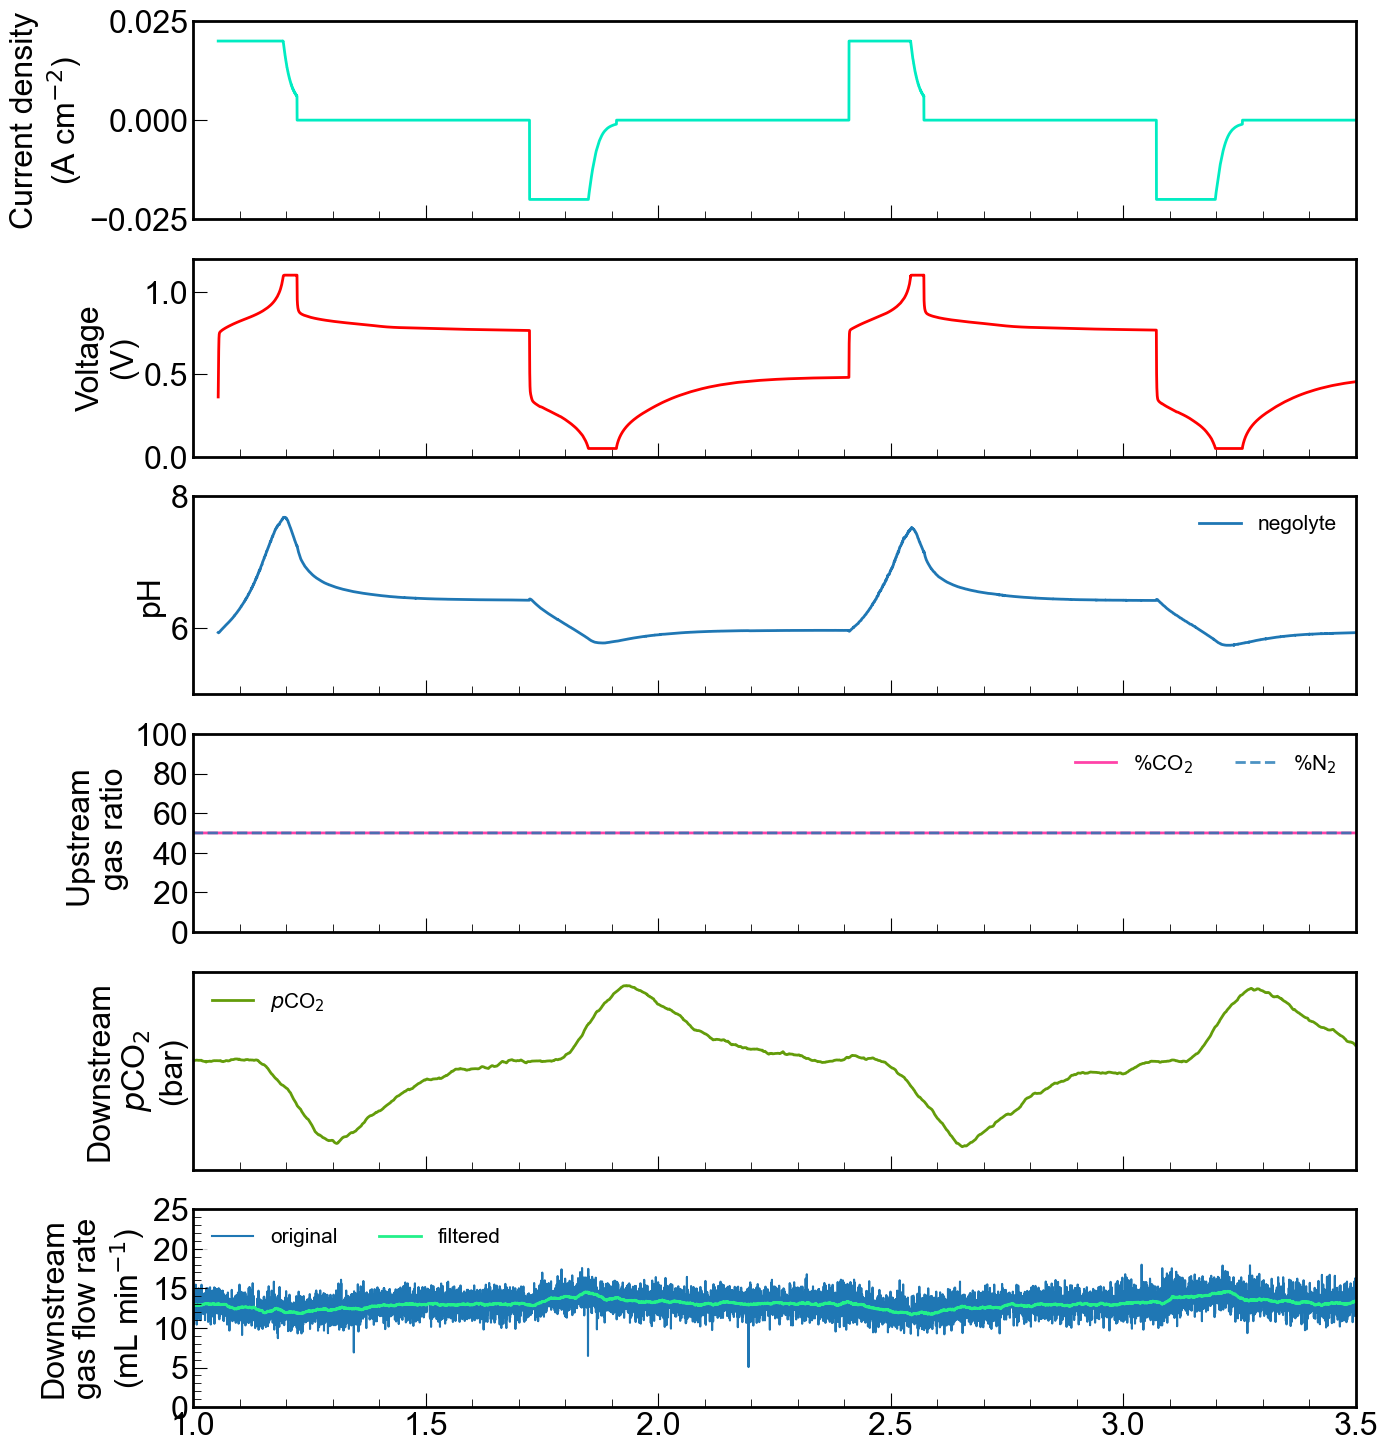 Current density
(A cm⁻²)
0.025
0.000
−0.025
Voltage
(V)
1.0
0.5
0.0
pH
8
6
negolyte
Upstream
gas ratio
100
80
60
40
20
0
%CO₂ %N₂
Downstream
pCO₂
(bar)
pCO₂
Downstream
gas flow rate
(mL min⁻¹)
25
20
15
10
5
0
original filtered
1.0 1.5 2.0 2.5 3.0 3.5